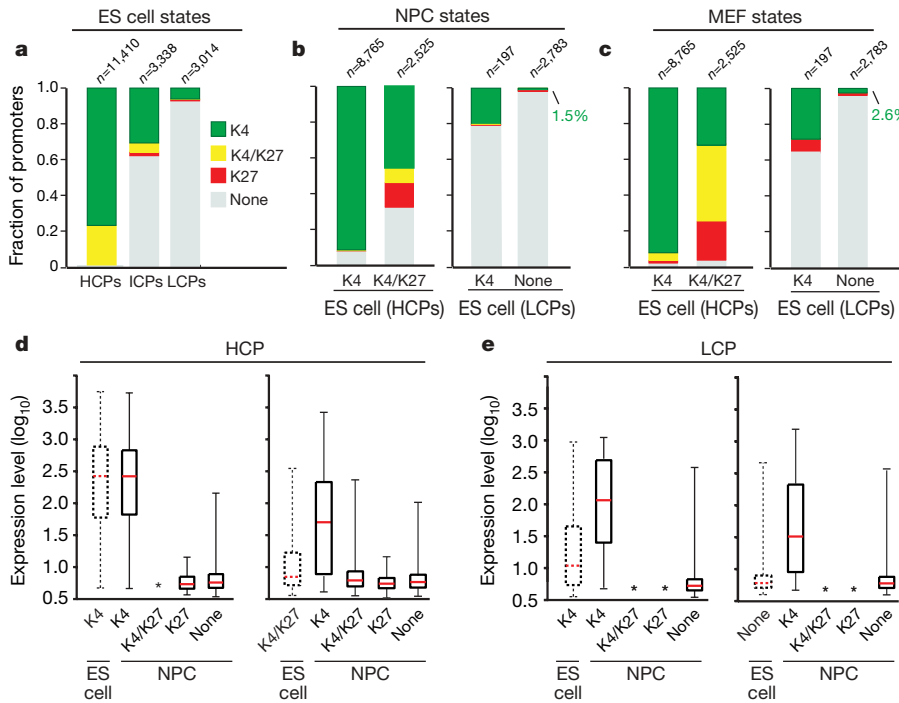 ES cell states
NPC states
MEF states
a
b
c
n=11,410
n=3,338
n=3,014
n=8,765
n=2,525
n=197
n=2,783
n=8,765
n=2,525
n=197
n=2,783
Fraction of promoters
1.0
0.8
0.6
0.4
0.2
0
K4
K4/K27
K27
None
1.5%
2.6%
HCPs ICPs LCPs
K4 K4/K27
K4 None
K4 K4/K27
K4 None
ES cell (HCPs)
ES cell (LCPs)
ES cell (HCPs)
ES cell (LCPs)
d
HCP
Expression level (log10)
3.5
3.0
2.5
2.0
1.5
1.0
0.5
*
K4
K4
K4/K27
K27
None
ES
cell
NPC
K4/K27
K4
K4/K27
K27
None
ES
cell
NPC
e
LCP
Expression level (log10)
3.5
3.0
2.5
2.0
1.5
1.0
0.5
* *
K4
K4
K4/K27
K27
None
ES
cell
NPC
* *
None
K4
K4/K27
K27
None
ES
cell
NPC